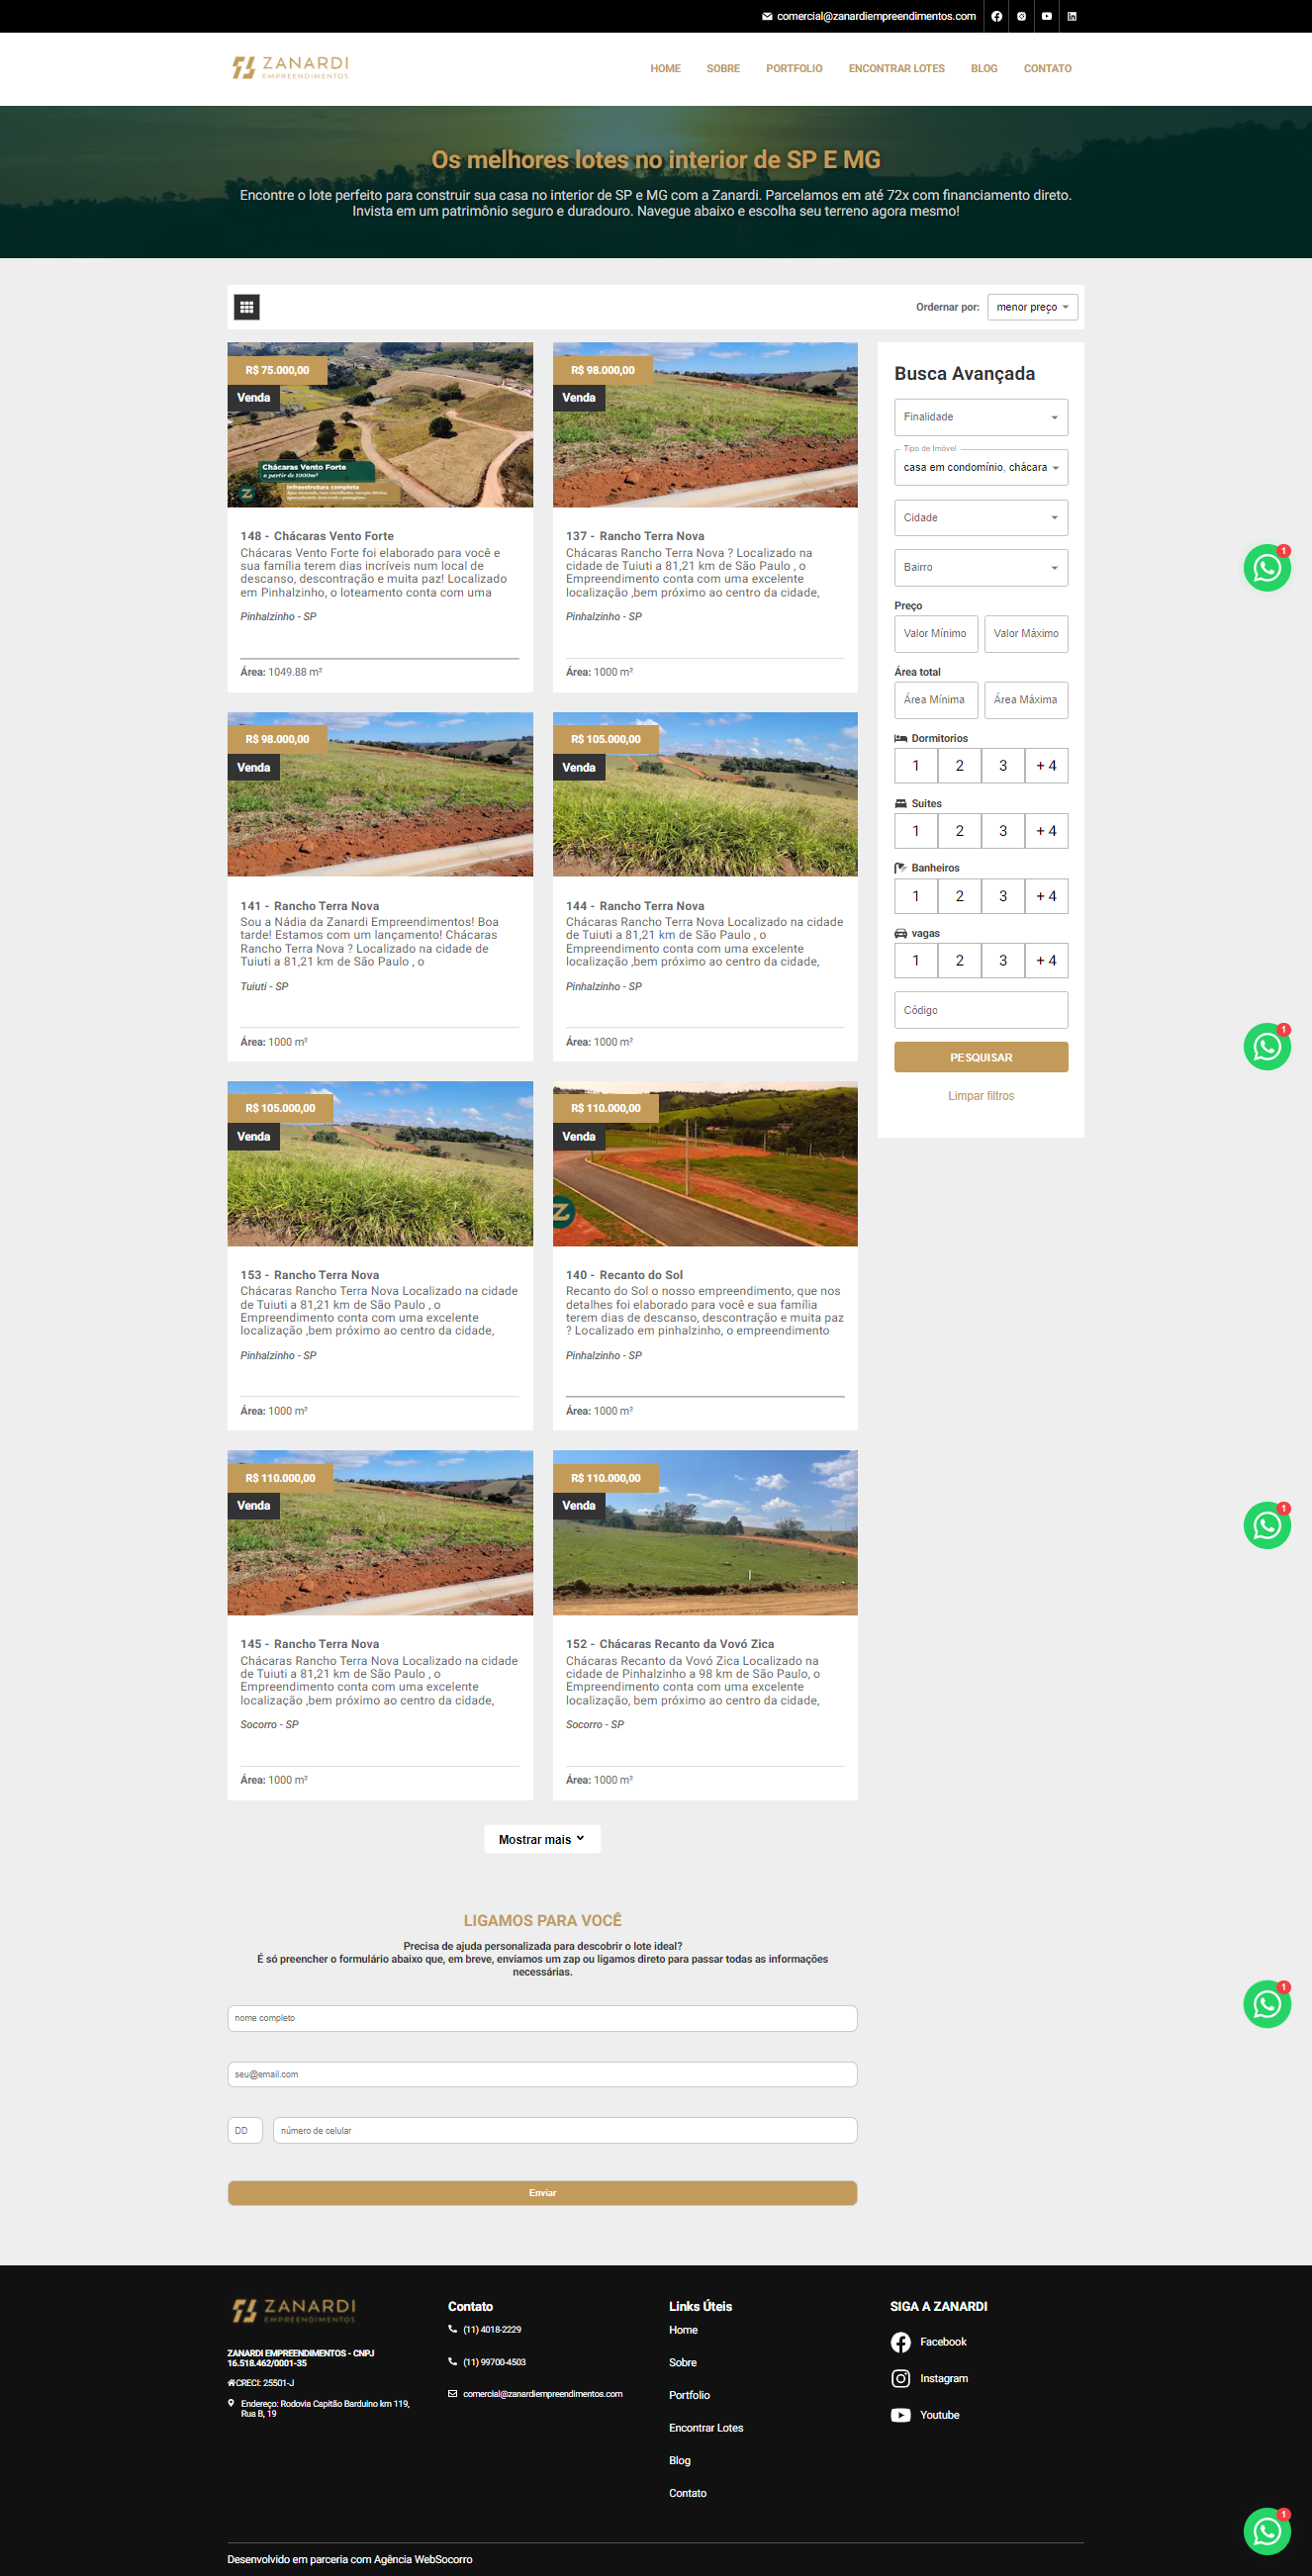 comercial@zanardiempreendimentos.com
ZANARDI
EMPREENDIMENTOS
HOME SOBRE PORTFOLIO ENCONTRAR LOTES BLOG CONTATO
Os melhores lotes no interior de SP E MG
Encontre o lote perfeito para construir sua casa no interior de SP e MG com a Zanardi. Parcelamos em até 72x com financiamento direto.
Invista em um patrimônio seguro e duradouro. Navegue abaixo e escolha seu terreno agora mesmo!
Ordernar por: menor preço
R$ 75.000,00
Venda
Chácaras Vento Forte
a partir de 1000m²
Infraestrutura completa
148 - Chácaras Vento Forte
Chácaras Vento Forte foi elaborado para você e
sua família terem dias incríveis num local de
descanso, descontração e muita paz! Localizado
em Pinhalzinho, o loteamento conta com uma
Pinhalzinho - SP
Área: 1049.88 m²
R$ 98.000,00
Venda
137 - Rancho Terra Nova
Chácaras Rancho Terra Nova ? Localizado na
cidade de Tuiuti a 81,21 km de São Paulo , o
Empreendimento conta com uma excelente
localização ,bem próximo ao centro da cidade,
Pinhalzinho - SP
Área: 1000 m²
R$ 98.000,00
Venda
141 - Rancho Terra Nova
Sou a Nádia da Zanardi Empreendimentos! Boa
tarde! Estamos com um lançamento! Chácaras
Rancho Terra Nova ? Localizado na cidade de
Tuiuti a 81,21 km de São Paulo , o
Tuiuti - SP
Área: 1000 m²
R$ 105.000,00
Venda
144 - Rancho Terra Nova
Chácaras Rancho Terra Nova Localizado na cidade
de Tuiuti a 81,21 km de São Paulo , o
Empreendimento conta com uma excelente
localização ,bem próximo ao centro da cidade,
Pinhalzinho - SP
Área: 1000 m²
R$ 105.000,00
Venda
153 - Rancho Terra Nova
Chácaras Rancho Terra Nova Localizado na cidade
de Tuiuti a 81,21 km de São Paulo , o
Empreendimento conta com uma excelente
localização ,bem próximo ao centro da cidade,
Pinhalzinho - SP
Área: 1000 m²
R$ 110.000,00
Venda
140 - Recanto do Sol
Recanto do Sol o nosso empreendimento, que nos
detalhes foi elaborado para você e sua família
terem dias de descanso, descontração e muita paz
? Localizado em pinhalzinho, o empreendimento
Pinhalzinho - SP
Área: 1000 m²
R$ 110.000,00
Venda
145 - Rancho Terra Nova
Chácaras Rancho Terra Nova Localizado na cidade
de Tuiuti a 81,21 km de São Paulo , o
Empreendimento conta com uma excelente
localização ,bem próximo ao centro da cidade,
Socorro - SP
Área: 1000 m²
R$ 110.000,00
Venda
152 - Chácaras Recanto da Vovó Zica
Chácaras Recanto da Vovó Zica Localizado na
cidade de Pinhalzinho a 98 km de São Paulo, o
Empreendimento conta com uma excelente
localização, bem próximo ao centro da cidade,
Socorro - SP
Área: 1000 m²
Busca Avançada
Finalidade
Tipo de Imóvel
casa em condomínio, chácara
Cidade
Bairro
Preço
Valor Mínimo Valor Máximo
Área total
Área Mínima Área Máxima
Dormitorios
1 2 3 + 4
Suites
1 2 3 + 4
Banheiros
1 2 3 + 4
vagas
1 2 3 + 4
Código
PESQUISAR
Limpar filtros
1
1
1
1
Mostrar mais
LIGAMOS PARA VOCÊ
Precisa de ajuda personalizada para descobrir o lote ideal?
É só preencher o formulário abaixo que, em breve, enviamos um zap ou ligamos direto para passar todas as informações
necessárias.
nome completo
seu@email.com
DD número de celular
Enviar
ZANARDI
EMPREENDIMENTOS
ZANARDI EMPREENDIMENTOS - CNPJ
16.518.462/0001-35
CRECI: 25501-J
Endereço: Rodovia Capitão Barduino km 119,
Rua B, 19
Contato
(11) 4018-2229
(11) 99700-4503
comercial@zanardiempreendimentos.com
Links Úteis
Home
Sobre
Portfolio
Encontrar Lotes
Blog
Contato
SIGA A ZANARDI
Facebook
Instagram
Youtube
1
Desenvolvido em parceria com Agência WebSocorro